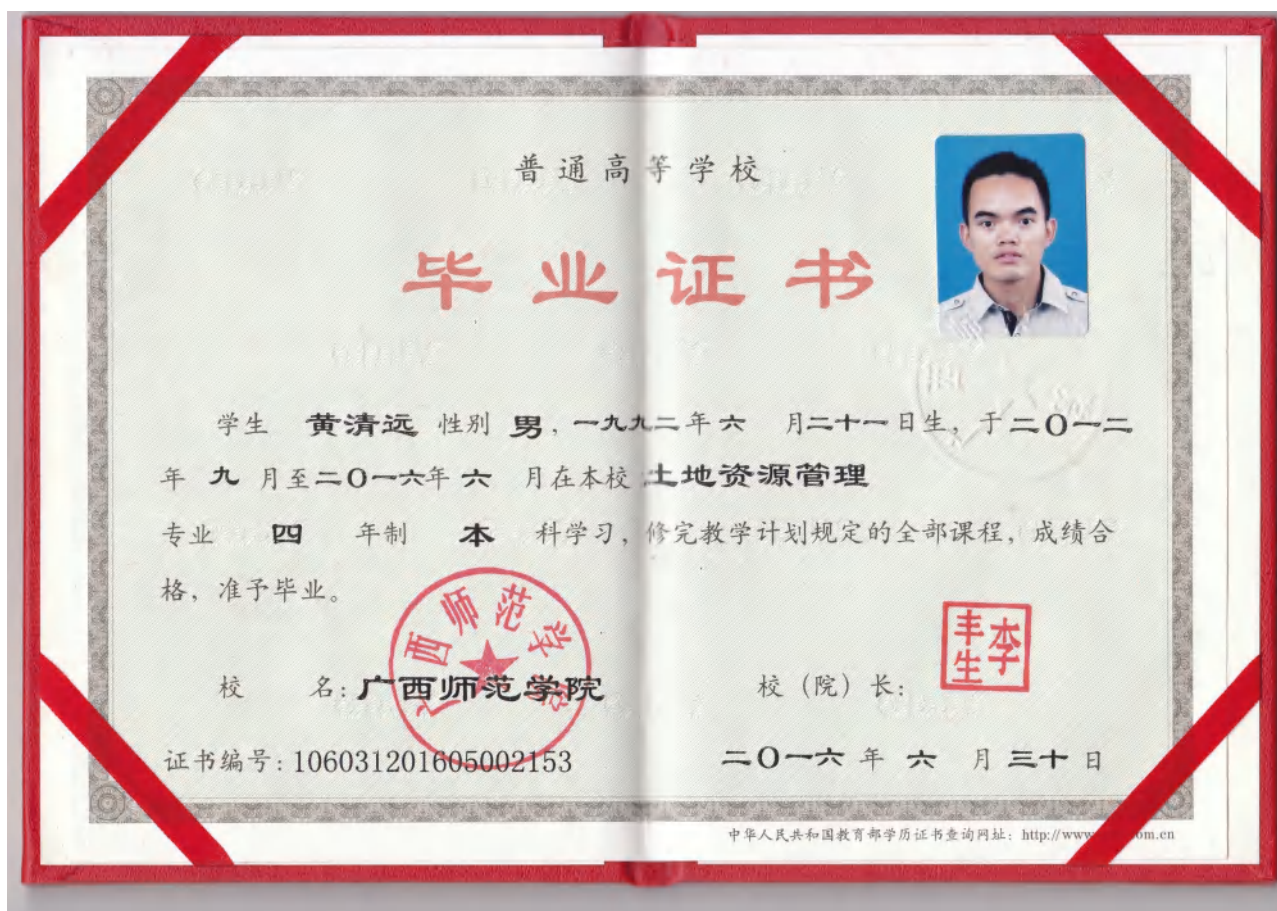 普通高等学校
毕业证书
学生 黄清远 性别 男，一九九二年 六 月二十一日生，于二〇一二
年 九 月至二〇一六年 六 月在本校 土地资源管理
专业 四 年制 本 科学习，修完教学计划规定的全部课程，成绩合
格，准予毕业。
广西师范学院
李丰生
校 名：广西师范学院 校（院）长：
证书编号：106031201605002153 二〇一六年 六 月 三十 日
中华人民共和国教育部学历证书查询网址：http://www om.cn